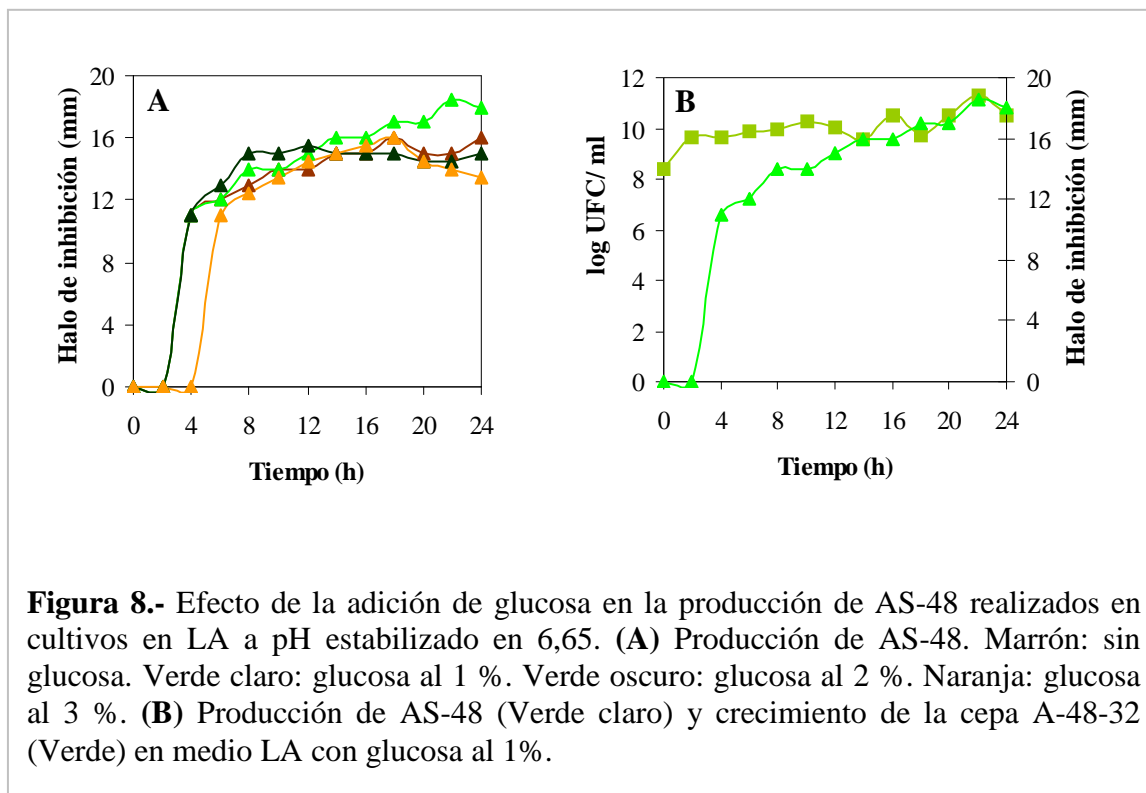 A
Halo de inhibición (mm)
20
16
12
8
4
0
0 4 8 12 16 20 24
Tiempo (h)
B
log UFC/ ml
12
10
8
6
4
2
0
0 4 8 12 16 20 24
Tiempo (h)
20
16
12
8
4
0
Halo de inhibición (mm)
Figura 8.- Efecto de la adición de glucosa en la producción de AS-48 realizados en
cultivos en LA a pH estabilizado en 6,65. (A) Producción de AS-48. Marrón: sin
glucosa. Verde claro: glucosa al 1 %. Verde oscuro: glucosa al 2 %. Naranja: glucosa
al 3 %. (B) Producción de AS-48 (Verde claro) y crecimiento de la cepa A-48-32
(Verde) en medio LA con glucosa al 1%.